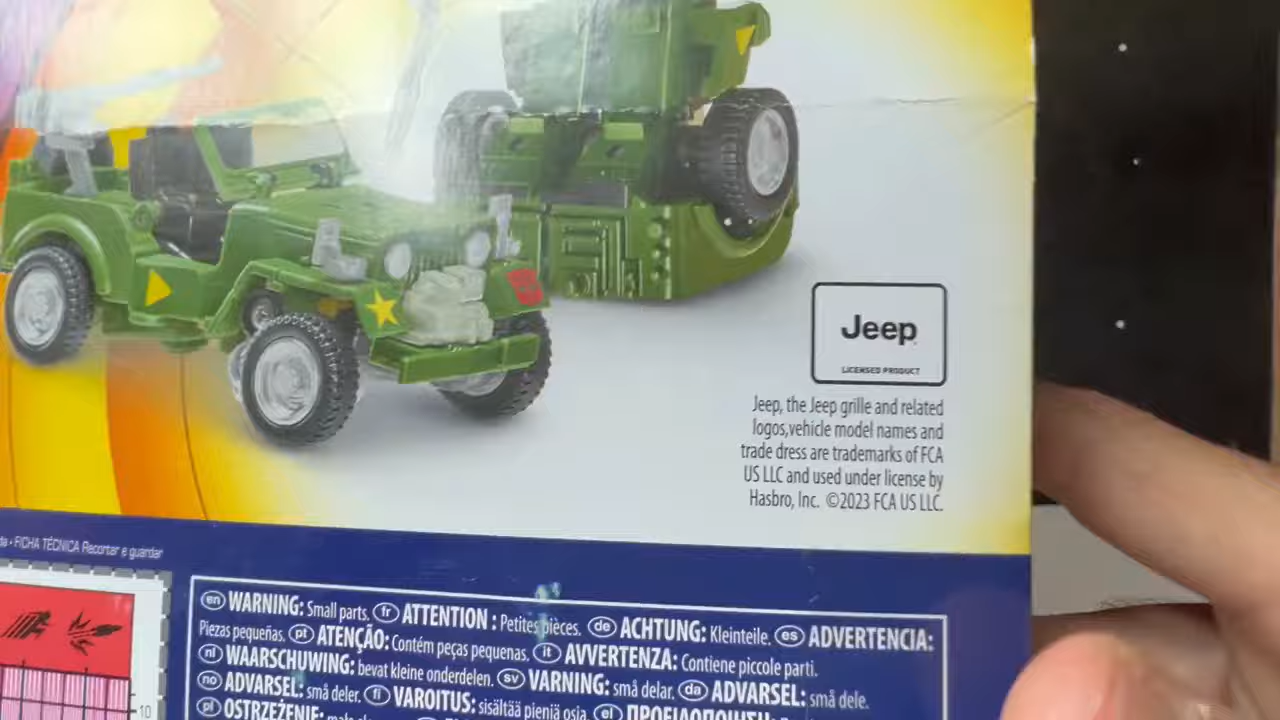 Jeep
LICENSED PRODUCT
Jeep, the Jeep grille and related
logos,vehicle model names and
trade dress are trademarks of FCA
US LLC and used under license by
Hasbro, Inc. ©2023 FCA US LLC.
• FICHA TÉCNICA Recortar e guardar
10
en WARNING: Small parts. fr ATTENTION : Petites pièces. de ACHTUNG: Kleinteile. es ADVERTENCIA:
Piezas pequeñas. pt ATENÇÃO: Contém peças pequenas. it AVVERTENZA: Contiene piccole parti.
nl WAARSCHUWING: bevat kleine onderdelen. sv VARNING: små delar. da ADVARSEL: små dele.
no ADVARSEL: små deler. fi VAROITUS: sisältää pieniä osia. el ΠΡΟΕΙΔΟΠΟΙΗΣΗ:
pl OSTRZEŻENIE: małe